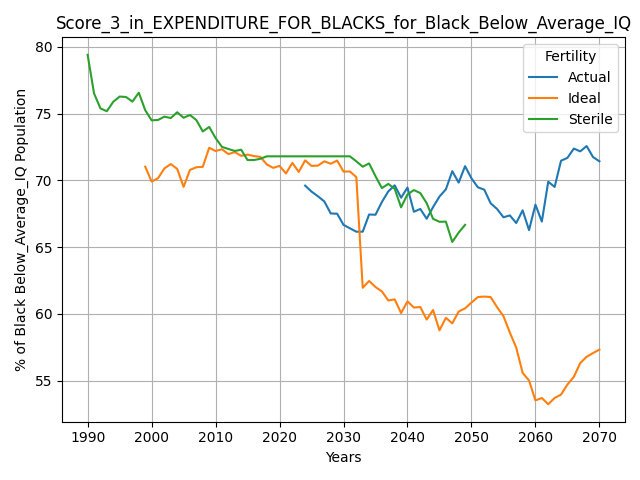 Score_3_in_EXPENDITURE_FOR_BLACKS_for_Black_Below_Average_IQ
Fertility
Actual
Ideal
Sterile
% of Black Below_Average_IQ Population
80
75
70
65
60
55
1990
2000
2010
2020
2030
2040
2050
2060
2070
Years